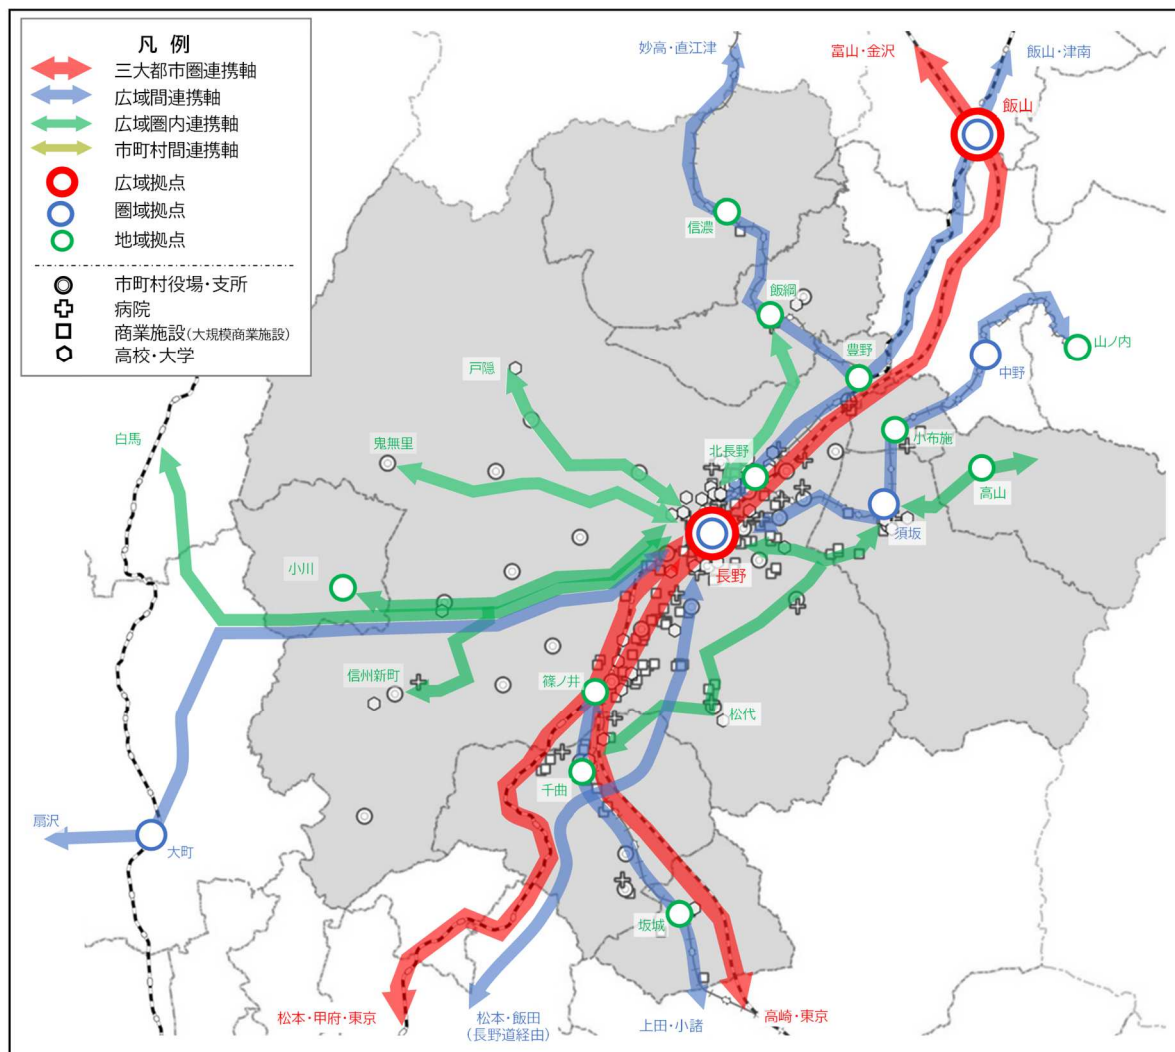 凡 例
三大都市圏連携軸
広域間連携軸
広域圏内連携軸
市町村間連携軸
広域拠点
圏域拠点
地域拠点
市町村役場・支所
病院
商業施設(大規模商業施設)
高校・大学
妙高・直江津
富山・金沢
飯山・津南
飯山
信濃
飯綱
豊野
中野
山ノ内
戸隠
白馬
鬼無里
北長野
小布施
高山
須坂
長野
小川
信州新町
篠ノ井
松代
千曲
扇沢
大町
坂城
松本・甲府・東京
松本・飯田
(長野道経由)
上田・小諸
高崎・東京